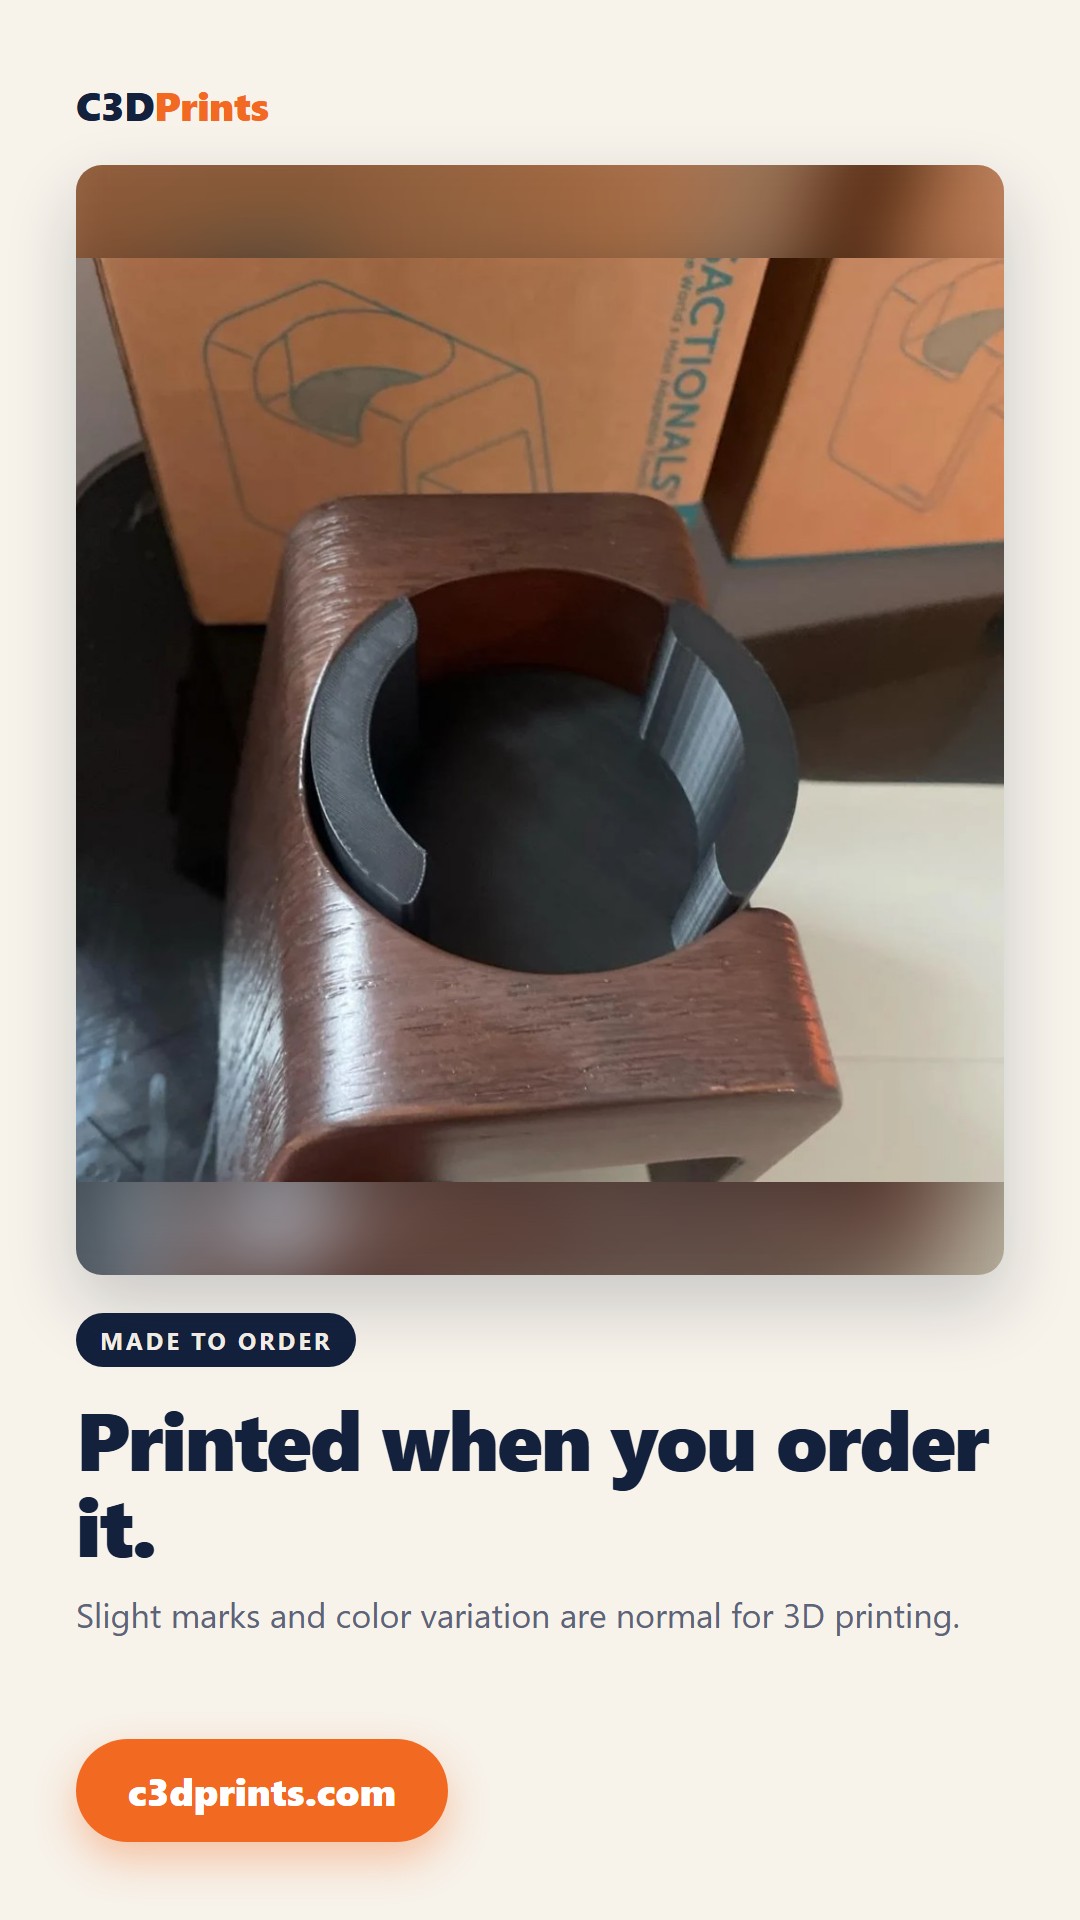 C3DPrints
SACTIONALS
MADE TO ORDER
Printed when you order
it.
Slight marks and color variation are normal for 3D printing.
c3dprints.com